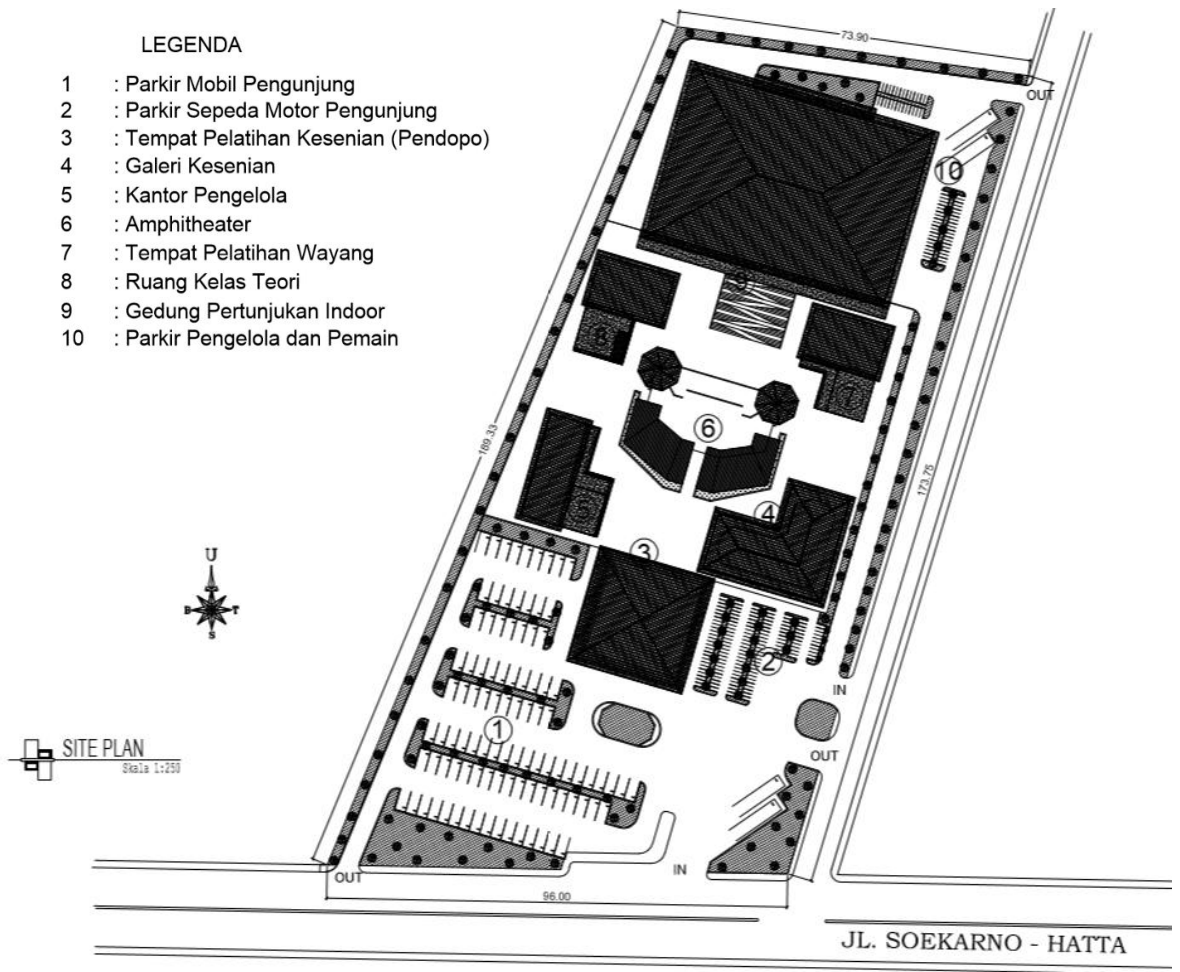 LEGENDA
1 : Parkir Mobil Pengunjung
2 : Parkir Sepeda Motor Pengunjung
3 : Tempat Pelatihan Kesenian (Pendopo)
4 : Galeri Kesenian
5 : Kantor Pengelola
6 : Amphitheater
7 : Tempat Pelatihan Wayang
8 : Ruang Kelas Teori
9 : Gedung Pertunjukan Indoor
10 : Parkir Pengelola dan Pemain
73.90
OUT
10
9
8
7
6
189.33
173.75
4
5
3
U
B T
S
2
IN
1
SITE PLAN
Skala 1:250
OUT
OUT
IN
96.00
JL. SOEKARNO - HATTA